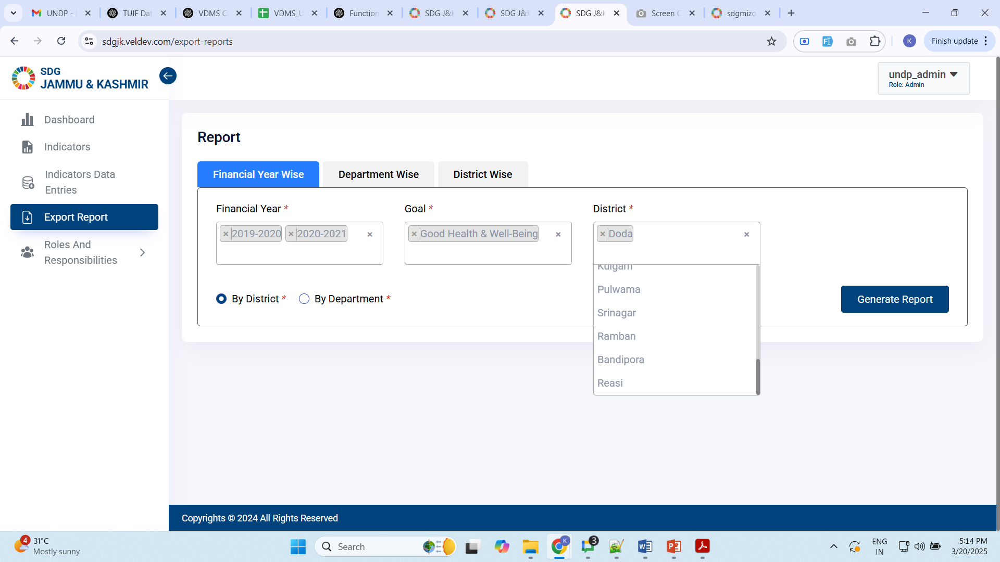 UNDP -
TUIF Dat
VDMS C
VDMS_U
Function
SDG J&K
SDG J&K
SDG J&K
Screen C
sdgmizo
sdgjk.veldev.com/export-reports
K
Finish update
SDG
JAMMU & KASHMIR
undp_admin
Role: Admin
Dashboard
Indicators
Indicators Data
Entries
Export Report
Roles And
Responsibilities
Report
Financial Year Wise
Department Wise
District Wise
Financial Year *
Goal *
District *
× 2019-2020 × 2020-2021 ×
× Good Health & Well-Being ×
× Doda ×
Kulgam
Pulwama
Srinagar
Ramban
Bandipora
Reasi
By District *
By Department *
Generate Report
Copyrights © 2024 All Rights Reserved
4
31°C
Mostly sunny
Search
K
3
ENG
IN
5:14 PM
3/20/2025